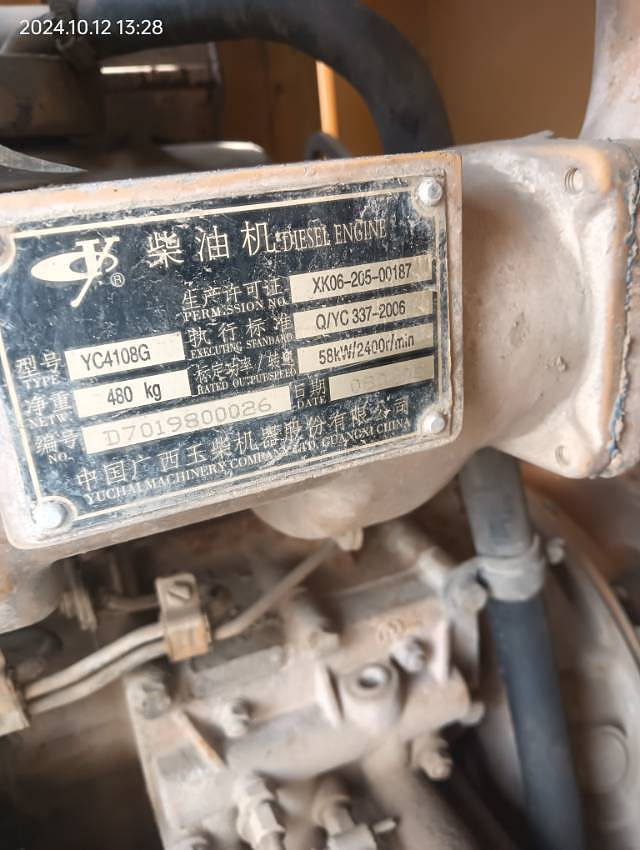 2024.10.12 13:28
柴油机 DIESEL ENGINE
生产许可证 XK06-205-00187
PERMISSION NO.
执行标准 Q/YC 337-2006
EXECUTING STANDARD
型号 YC4108G
TYPE
标定功率/转速 58kW/2400r/min
RATED OUTPUT/SPEED
净重 480 kg
NET.W
日期
DATE
编号 D7019800026
NO.
中国广西玉柴机器股份有限公司
YUCHAI MACHINERY COMPANY LTD. GUANGXI CHINA